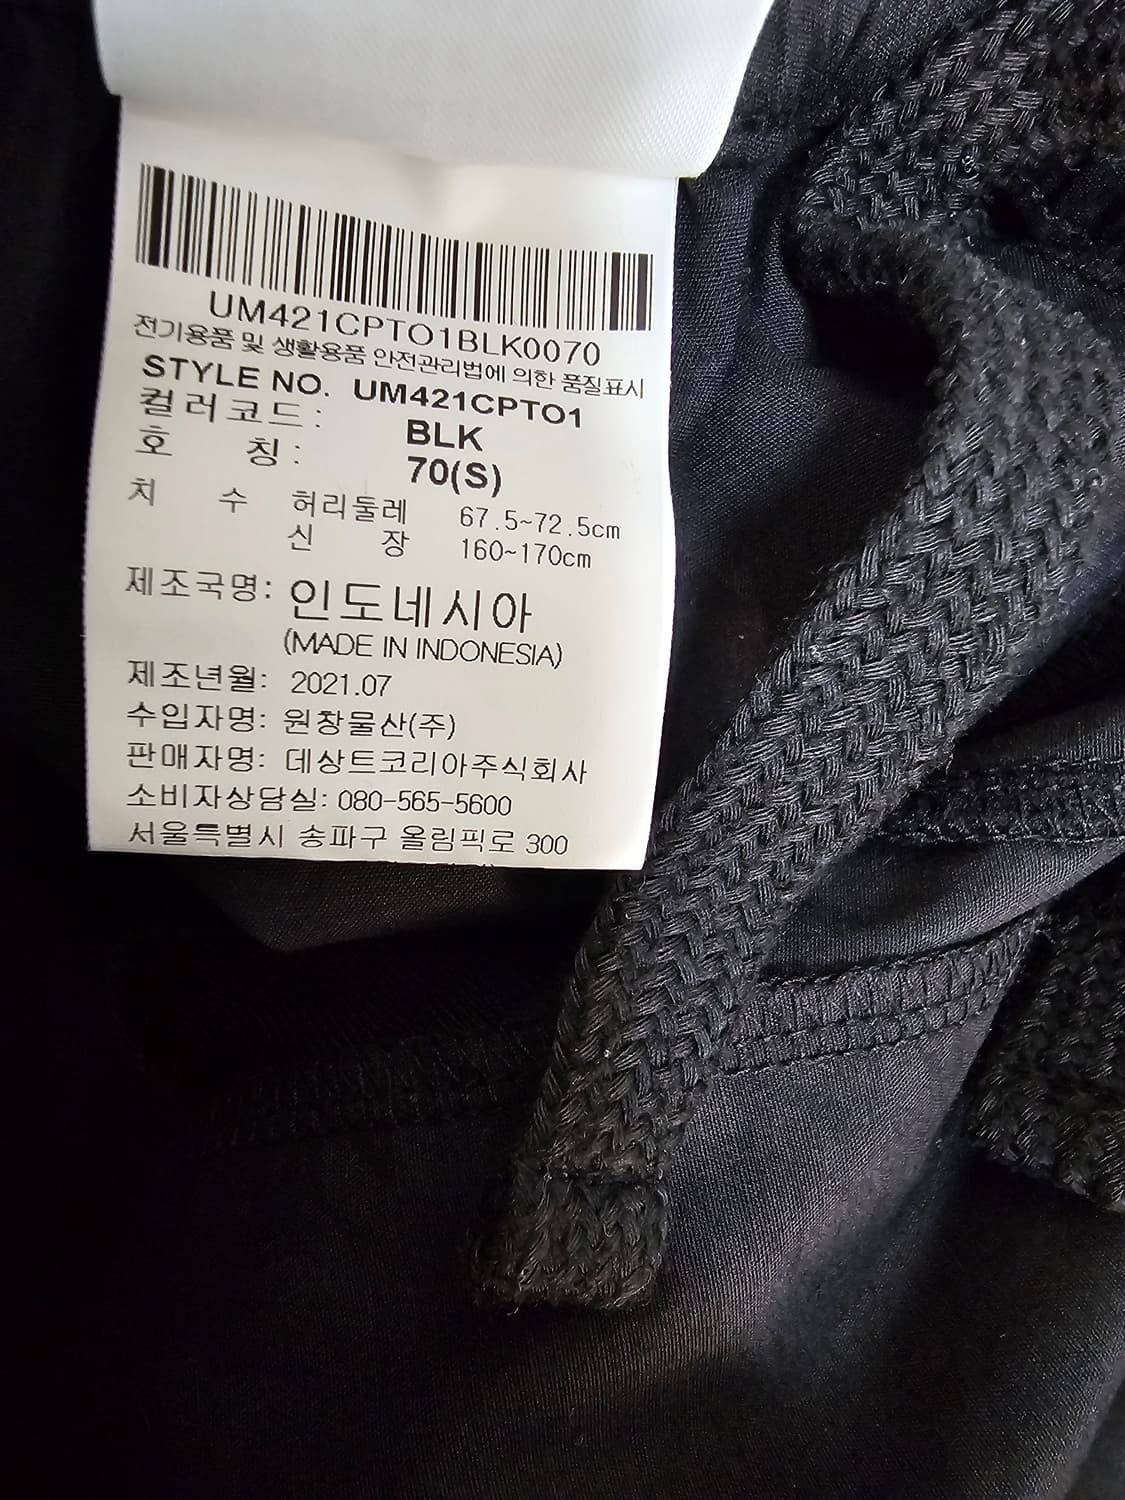 UM421CPTO1BLK0070
전기용품 및 생활용품 안전관리법에 의한 품질표시
STYLE NO. UM421CPTO1
컬러코드: BLK
호 칭: 70(S)
치 수 허리둘레 67.5~72.5cm
신 장 160~170cm
제조국명: 인도네시아
(MADE IN INDONESIA)
제조년월: 2021.07
수입자명: 원창물산(주)
판매자명: 데상트코리아주식회사
소비자상담실: 080-565-5600
서울특별시 송파구 올림픽로 300